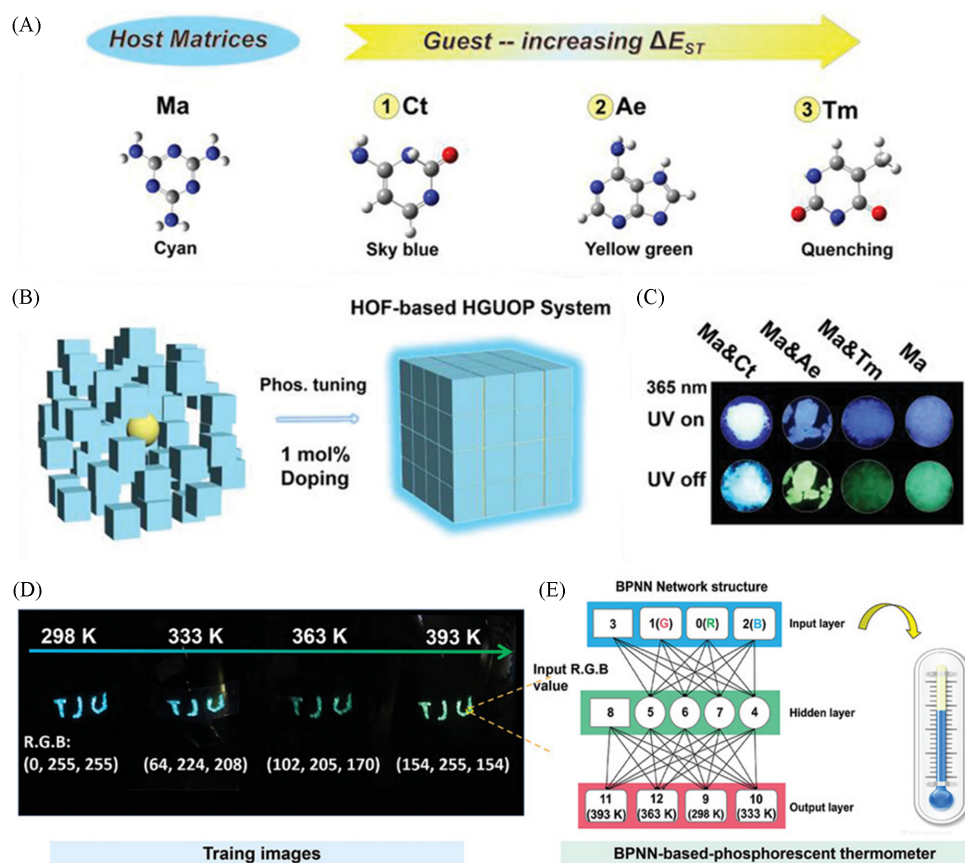 (A)
Host Matrices
Guest -- increasing ΔE_ST
Ma
1 Ct
2 Ae
3 Tm
Cyan
Sky blue
Yellow green
Quenching
(B)
HOF-based HGUOP System
Phos. tuning
1 mol%
Doping
(C)
Ma&Ct
Ma&Ae
Ma&Tm
Ma
365 nm
UV on
UV off
(D)
298 K
333 K
363 K
393 K
TJU
TJU
TJU
TJU
R.G.B:
(0, 255, 255)
(64, 224, 208)
(102, 205, 170)
(154, 255, 154)
Input R.G.B
value
Traing images
(E)
BPNN Network structure
3
1(G)
0(R)
2(B)
Input layer
8
5
6
7
4
Hidden layer
11
(393 K)
12
(363 K)
9
(298 K)
10
(333 K)
Output layer
BPNN-based-phosphorescent thermometer